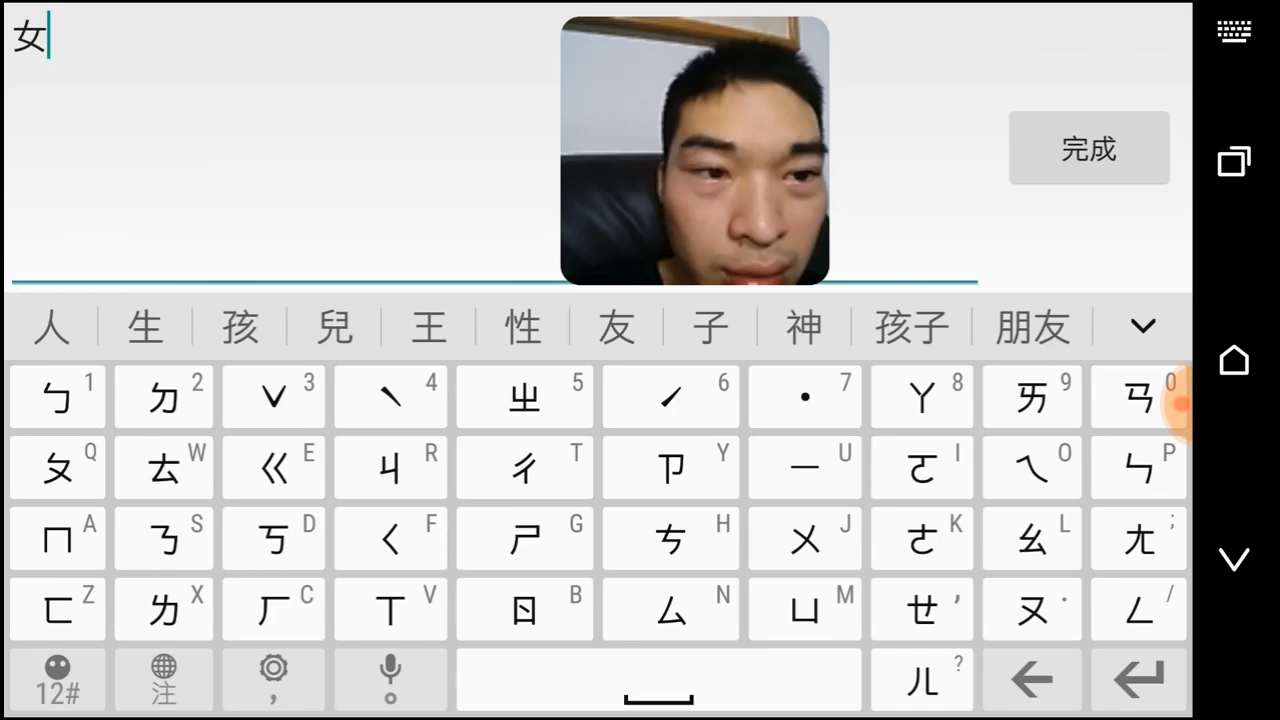 女
完成
人 生 孩 兒 王 性 友 子 神 孩子 朋友
ㄅ 1 ㄉ 2 ˇ 3 ˋ 4 ㄓ 5 ˊ 6 ˙ 7 ㄚ 8 ㄞ 9 ㄢ 0
ㄆ Q ㄊ W ㄍ E ㄐ R ㄔ T ㄗ Y ㄧ U ㄛ I ㄟ O ㄣ P
ㄇ A ㄋ S ㄎ D ㄑ F ㄕ G ㄘ H ㄨ J ㄜ K ㄠ L ㄤ ;
ㄈ Z ㄌ X ㄏ C ㄒ V ㄖ B ㄙ N ㄩ M ㄝ , ㄡ . ㄥ /
12# 注 , 。 ㄦ ?